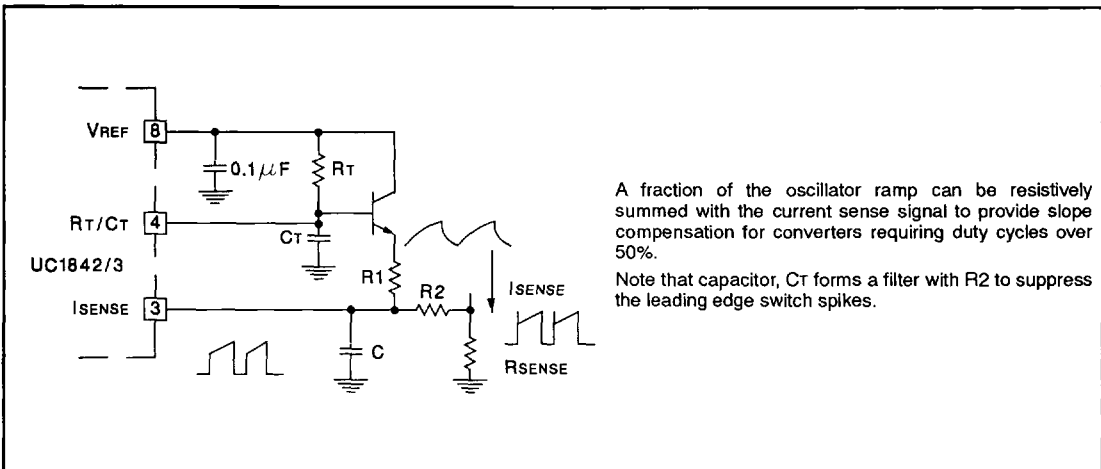 VREF 8
0.1μF
RT
RT/CT 4
CT
UC1842/3
R1
ISENSE 3
R2
ISENSE
C
RSENSE
A fraction of the oscillator ramp can be resistively
summed with the current sense signal to provide slope
compensation for converters requiring duty cycles over
50%.
Note that capacitor, CT forms a filter with R2 to suppress
the leading edge switch spikes.